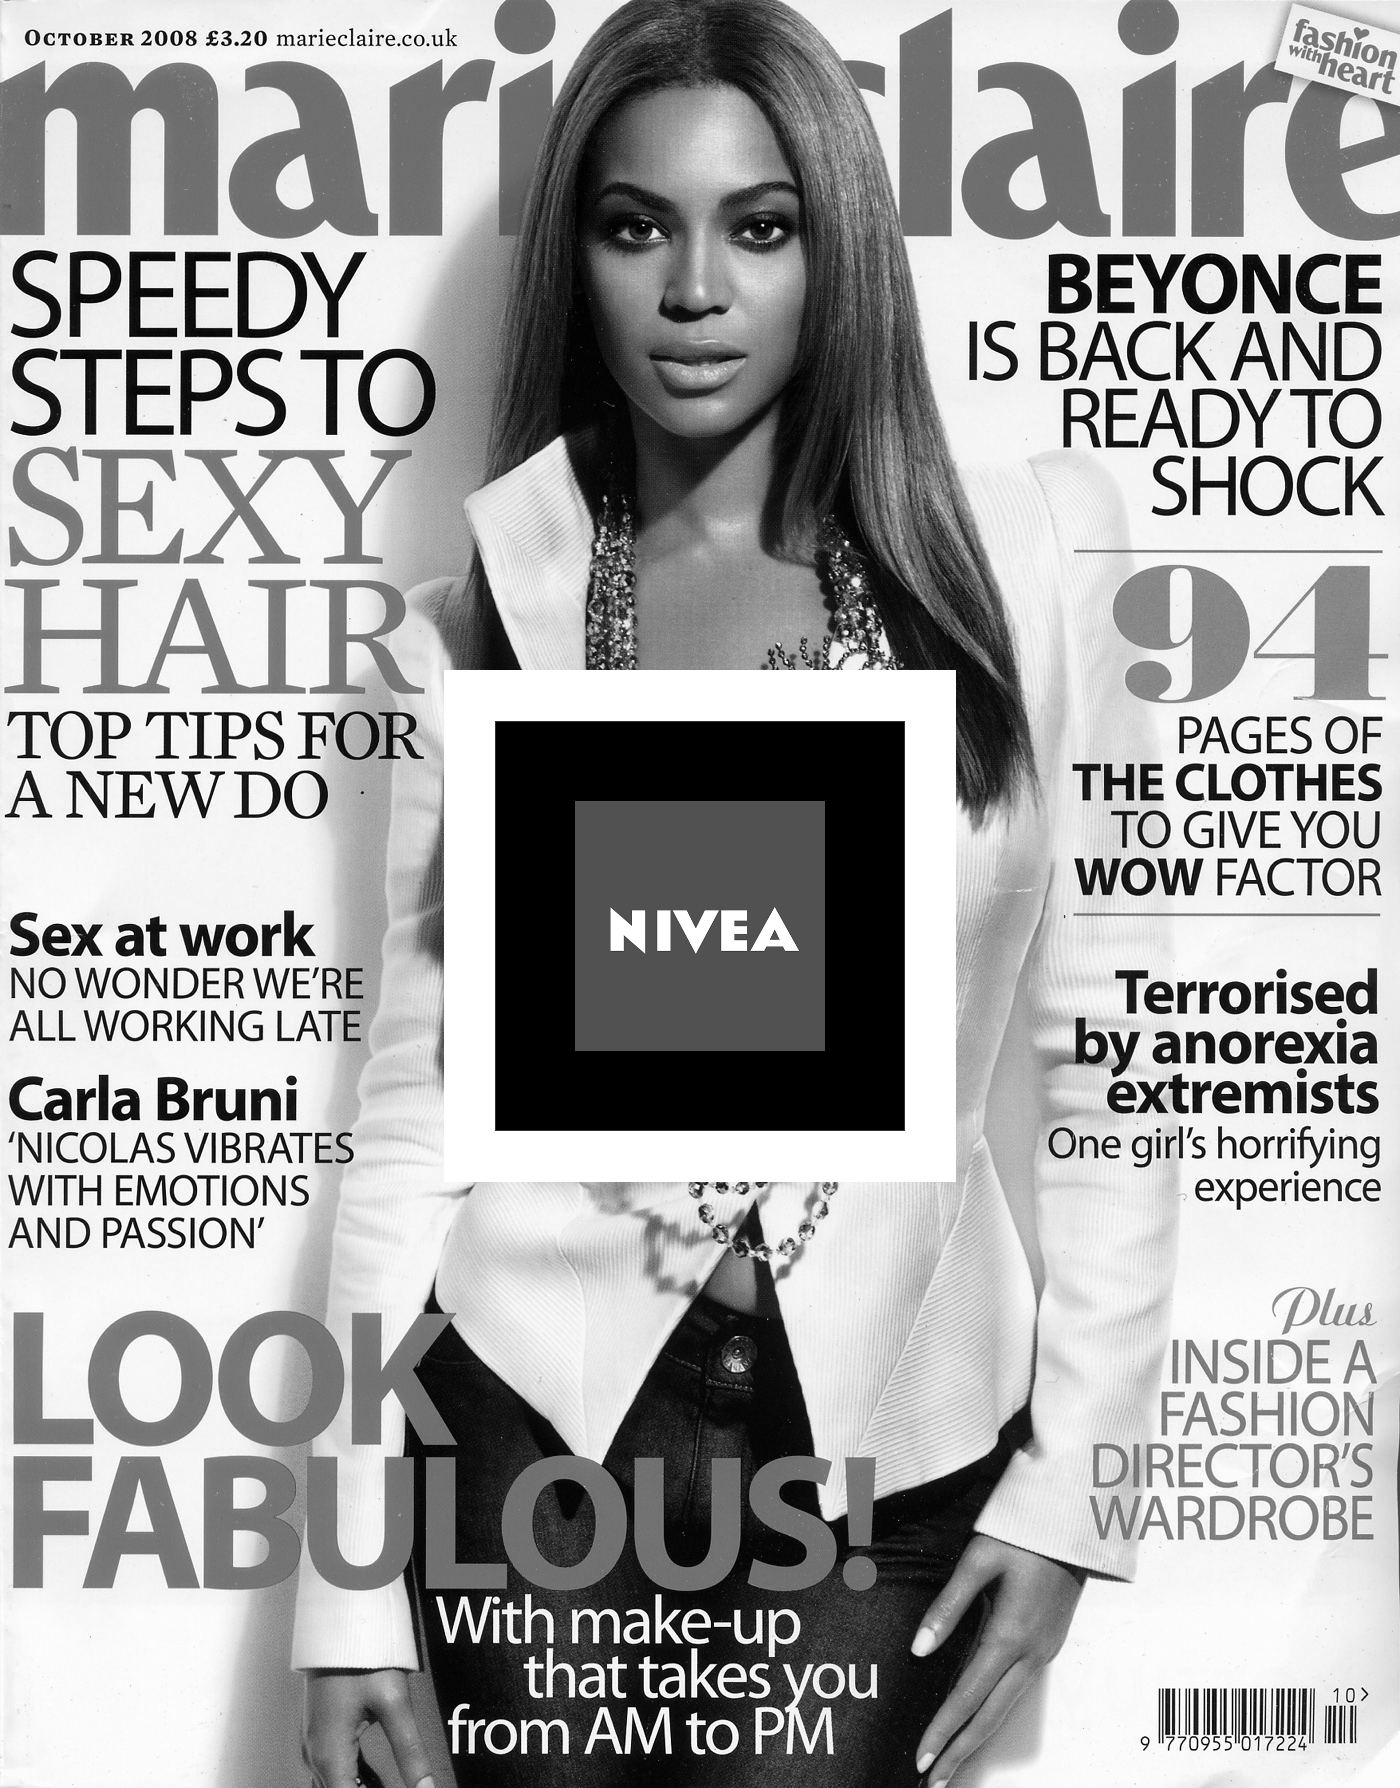 OCTOBER 2008 £3.20 marieclaire.co.uk
fashion
with heart
marie claire
SPEEDY
STEPS TO
SEXY
HAIR
TOP TIPS FOR
A NEW DO
Sex at work
NO WONDER WE'RE
ALL WORKING LATE
Carla Bruni
'NICOLAS VIBRATES
WITH EMOTIONS
AND PASSION'
LOOK
FABULOUS!
With make-up
that takes you
from AM to PM
NIVEA
BEYONCE
IS BACK AND
READY TO
SHOCK
94
PAGES OF
THE CLOTHES
TO GIVE YOU
WOW FACTOR
Terrorised
by anorexia
extremists
One girl's horrifying
experience
Plus
INSIDE A
FASHION
DIRECTOR'S
WARDROBE
10>
9 770955 017224